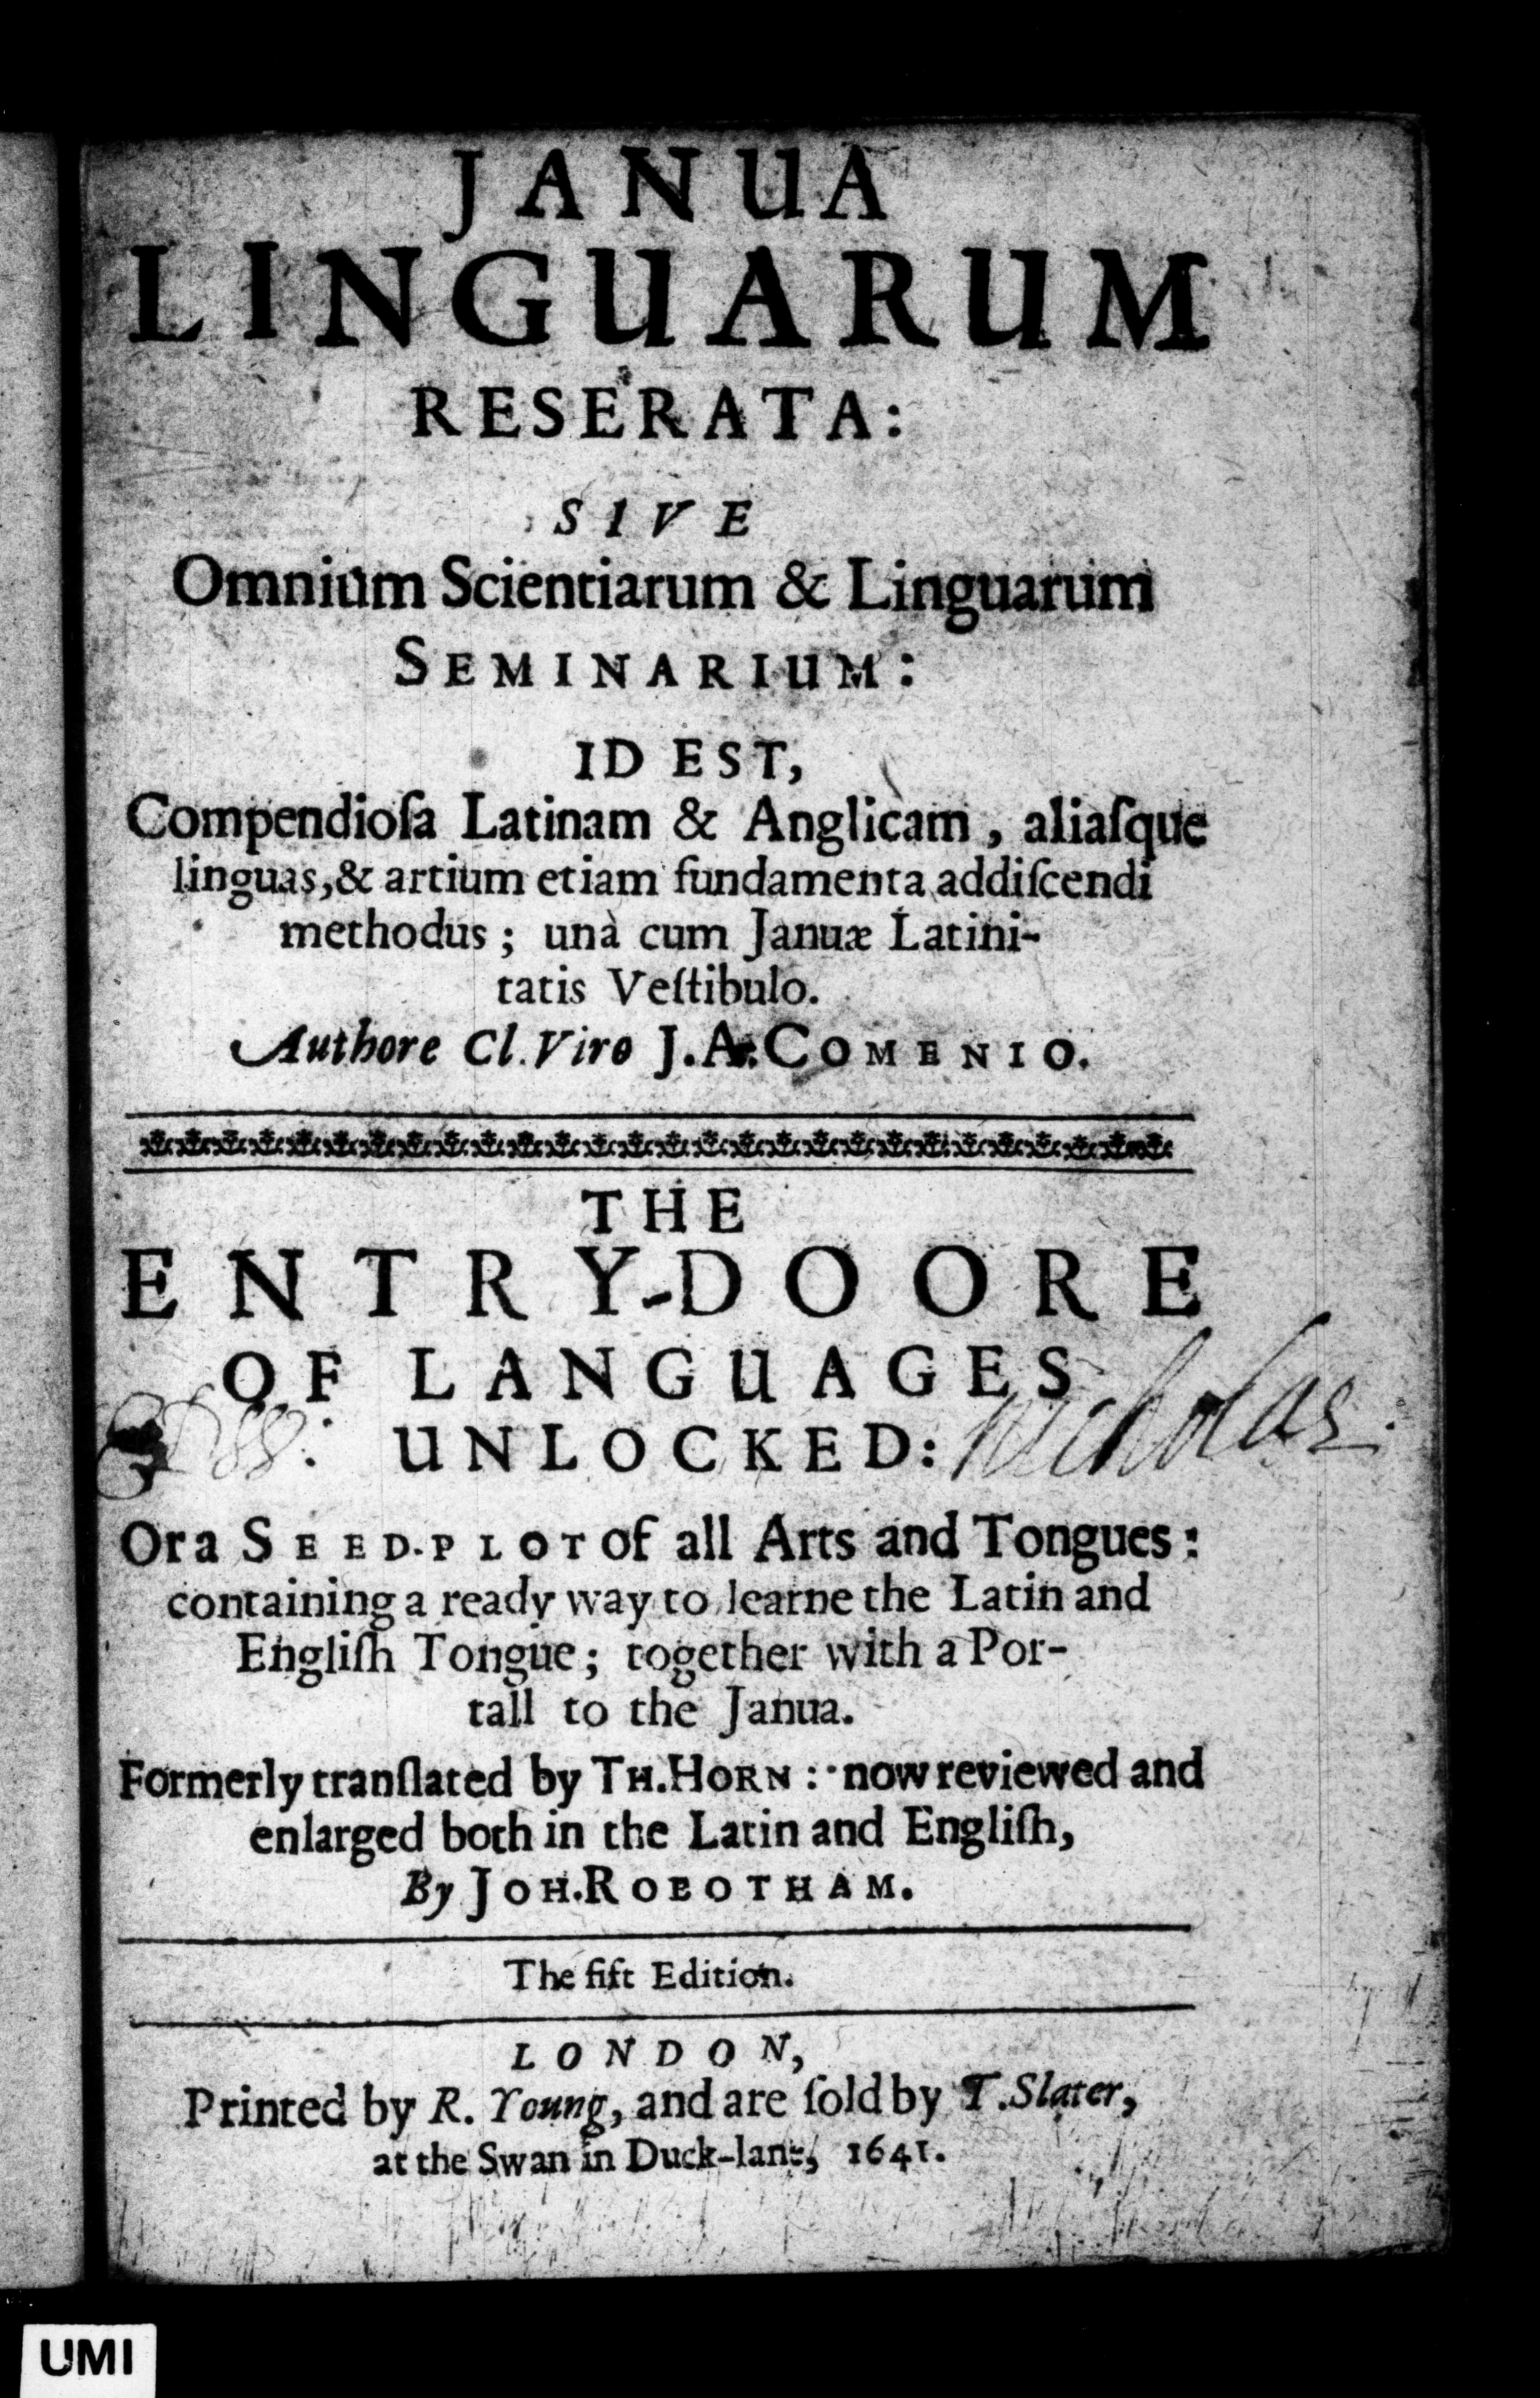 JANUA
LINGUARUM
RESERATA:
SIVE
Omnium Scientiarum & Linguarum
SEMINARIUM:
ID EST,
Compendioſa Latinam & Anglicam, aliaſque
linguas, & artium etiam fundamenta addiſcendi
methodus; unà cum Januæ Latini-
tatis Veſtibulo.
Authore Cl. Viro J. A. COMENIO.
THE
ENTRY-DOORE
OF LANGUAGES
UNLOCKED:
Nicholas.
Or a SEED-PLOT of all Arts and Tongues:
containing a ready way to learne the Latin and
Engliſh Tongue; together with a Por-
tall to the Janua.
Formerly tranſlated by TH. HORN: now reviewed and
enlarged both in the Latin and Engliſh,
By JOH. ROBOTHAM.
The fift Edition.
LONDON,
Printed by R. Young, and are ſold by T. Slater,
at the Swan in Duck-lane, 1641.
UMI